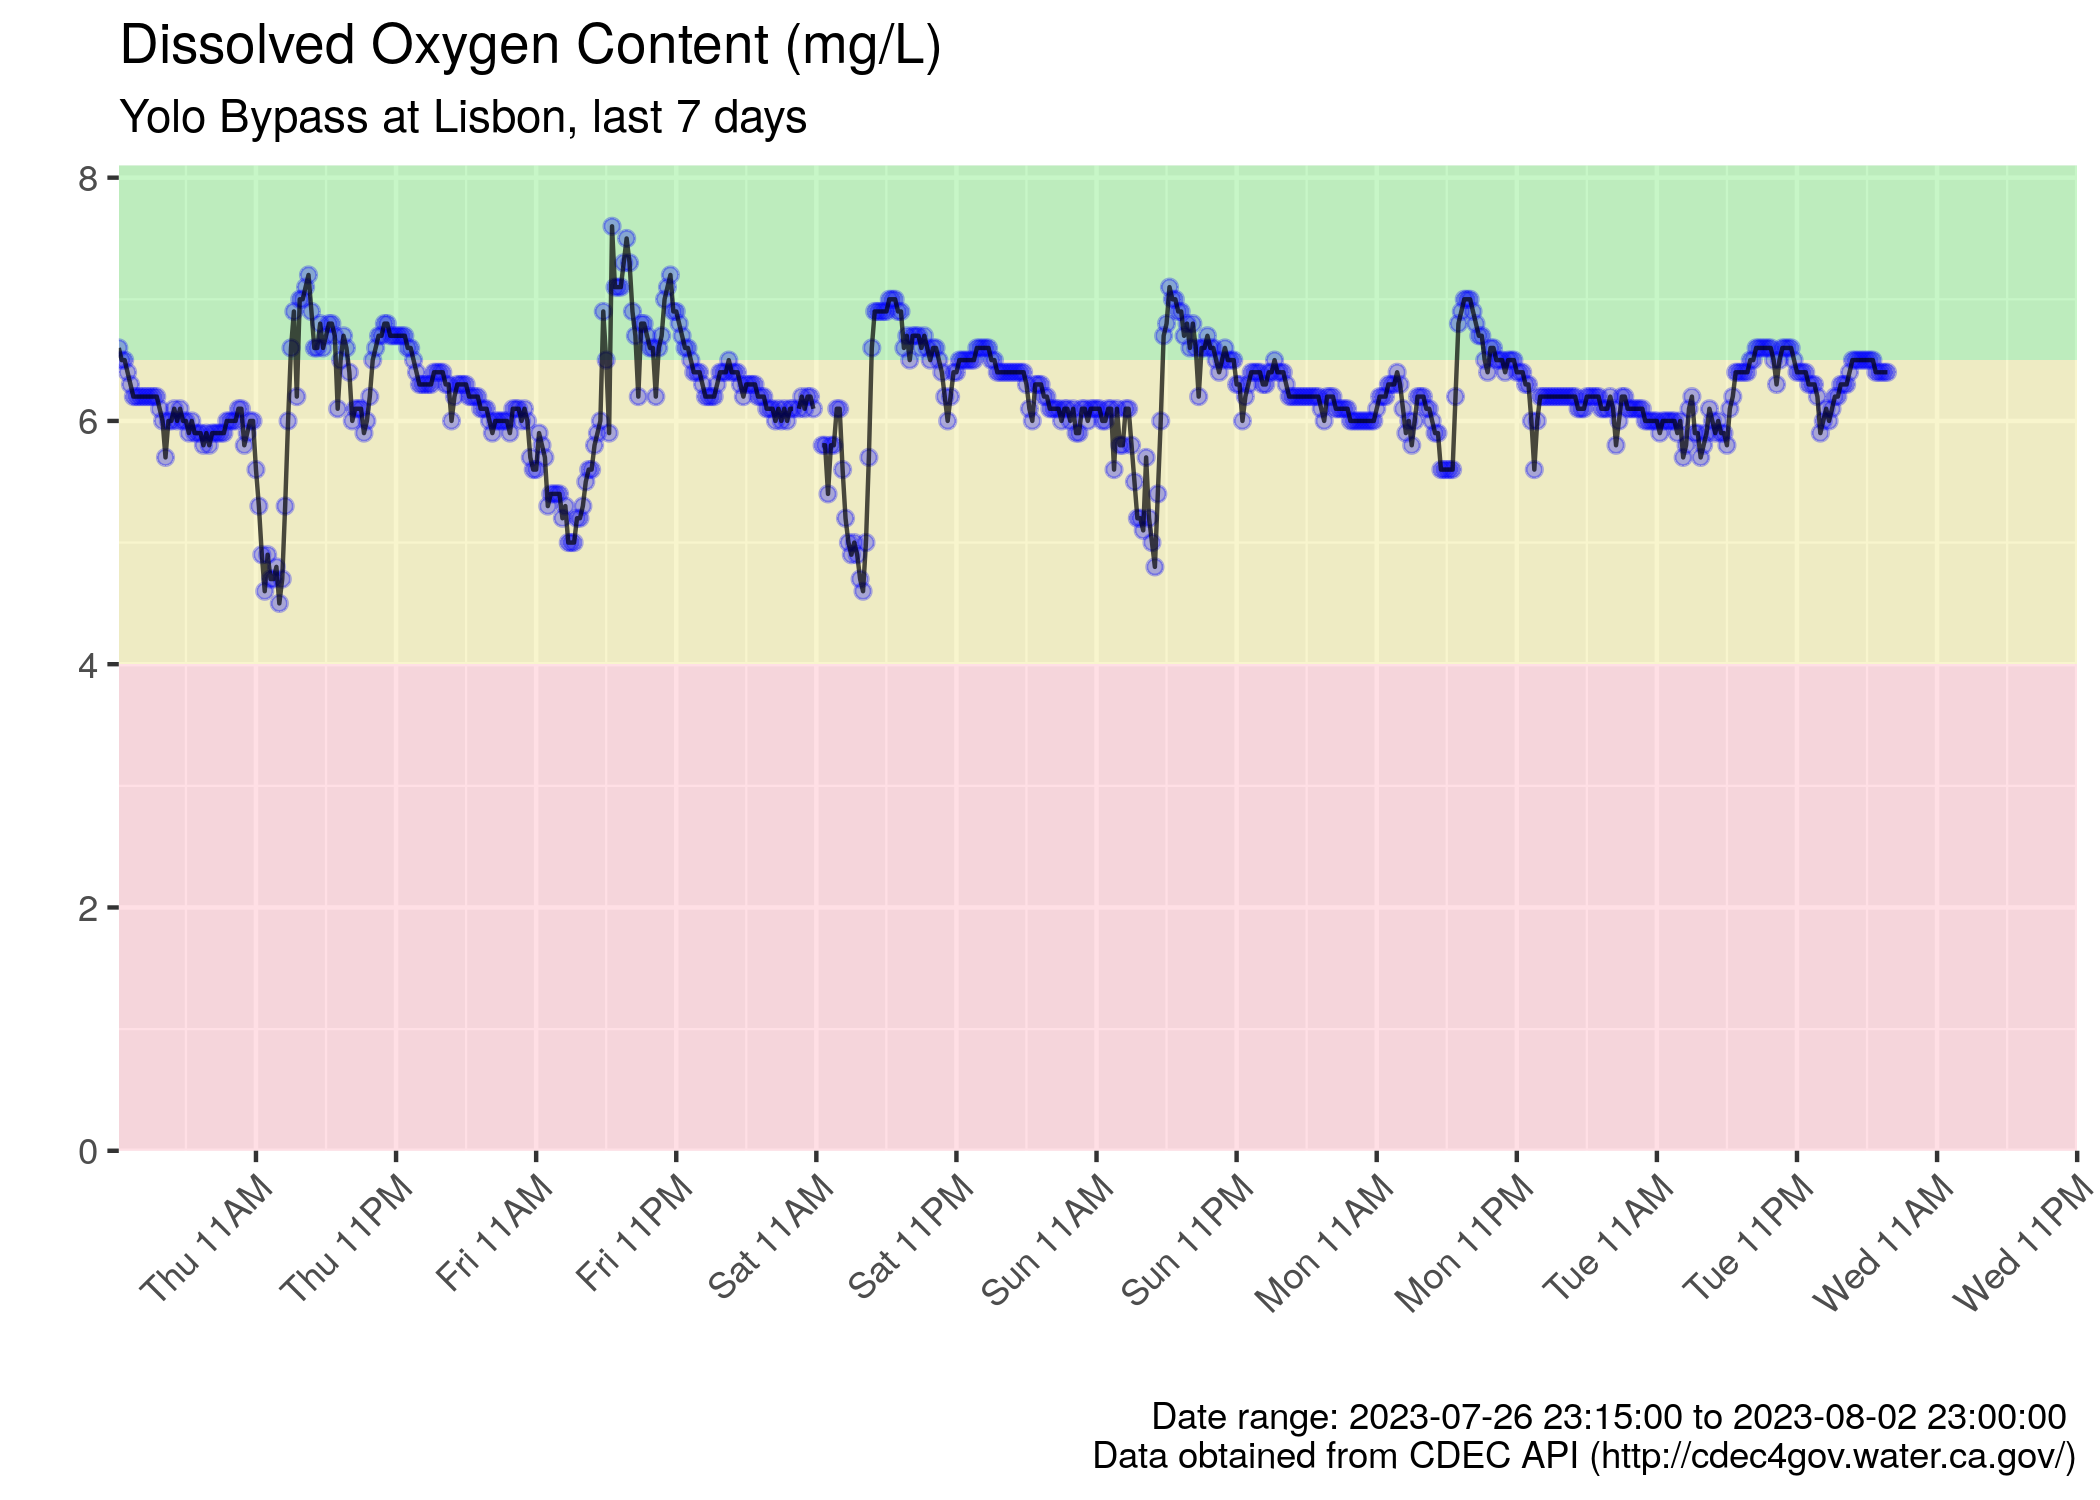 Dissolved Oxygen Content (mg/L)
Yolo Bypass at Lisbon, last 7 days
8
6
4
2
0
Thu 11AM
Thu 11PM
Fri 11AM
Fri 11PM
Sat 11AM
Sat 11PM
Sun 11AM
Sun 11PM
Mon 11AM
Mon 11PM
Tue 11AM
Tue 11PM
Wed 11AM
Wed 11PM
Date range: 2023-07-26 23:15:00 to 2023-08-02 23:00:00
Data obtained from CDEC API (http://cdec4gov.water.ca.gov/)